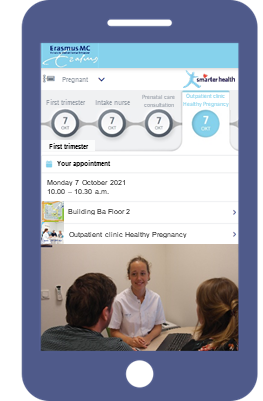 Erasmus MC
Erasmus
Pregnant
smarter health
First trimester
Intake nurse
Prenatal care
consultation
Outpatient clinic
Healthy Pregnancy
7
OKT
7
OKT
7
OKT
7
OKT
First trimester
Your appointment
Monday 7 October 2021
10.00 – 10.30 a.m.
Building Ba Floor 2
Outpatient clinic Healthy Pregnancy